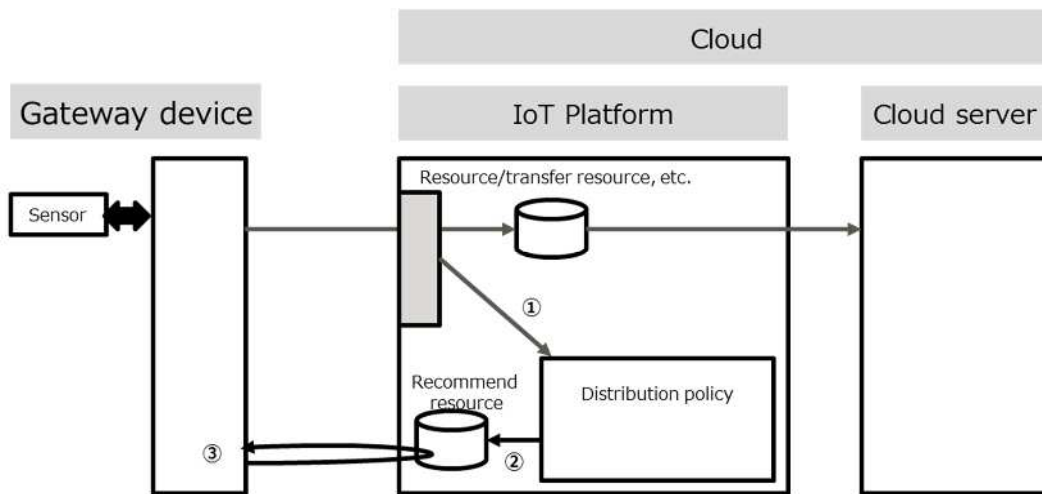 Cloud
Gateway device
IoT Platform
Cloud server
Resource/transfer resource, etc.
Sensor
①
Recommend
resource
Distribution policy
②
③